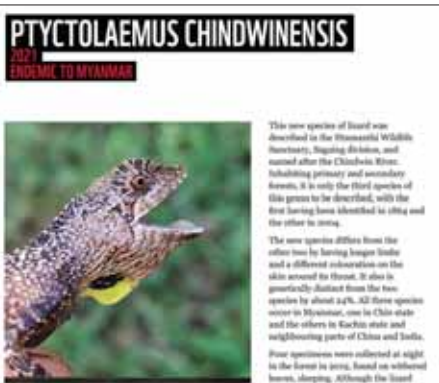 PTYCTOLAEMUS CHINDWINENSIS
2021
ENDEMIC TO MYANMAR
This new species of lizard was
described in the Htamanthi Wildlife
Sanctuary, Sagaing division, and
named after the Chindwin River.
Inhabiting primary and secondary
forests, it is only the third species of
this genus to be described, with the
first having been identified in 1864 and
the other in 2004.
The new species differs from the
other two by having longer limbs
and a different colouration on the
skin around its throat. It also is
genetically distinct from the two
species by about 24%. All three species
occur in Myanmar, one in Chin state
and the others in Kachin state and
neighbouring parts of China and India.
Four specimens were collected at night
in the forest in found on withered
leaves, sleeping. Although the lizard